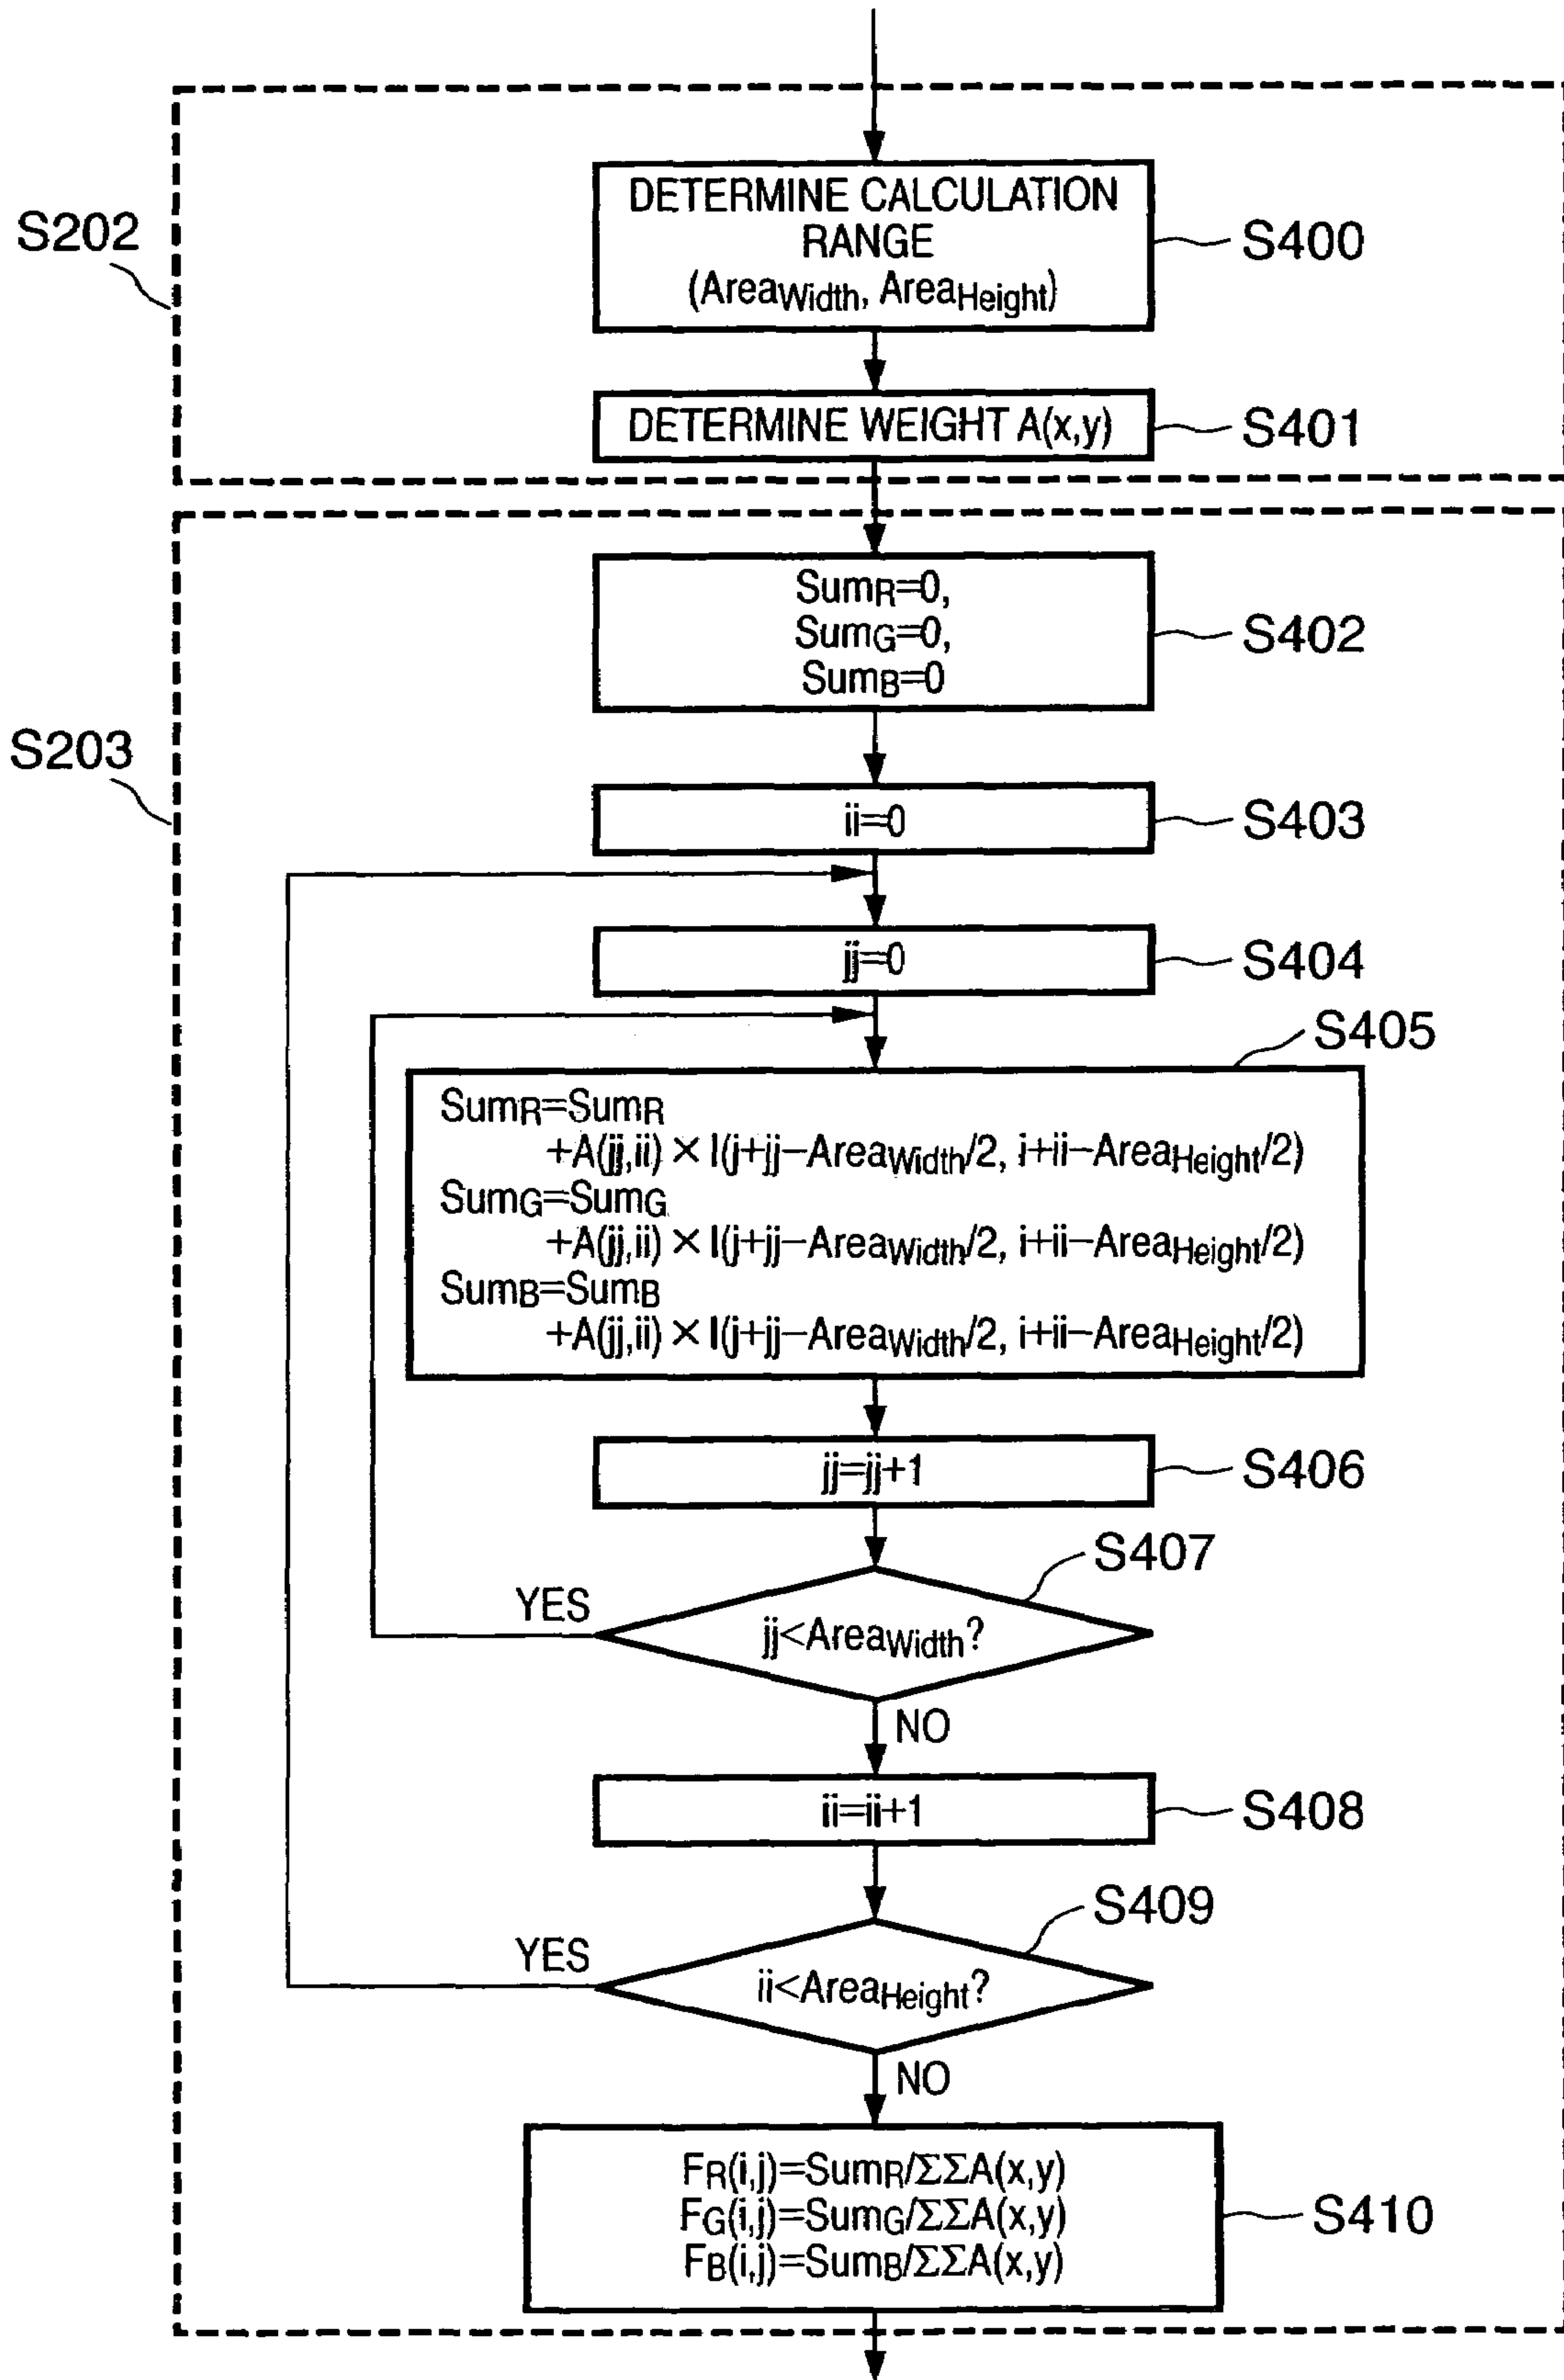 S202
DETERMINE CALCULATION
RANGE
(AreaWidth, AreaHeight)
S400
DETERMINE WEIGHT A(x,y)
S401
S203
SumR=0,
SumG=0,
SumB=0
S402
ii=0
S403
jj=0
S404
S405
SumR=SumR
+A(jj,ii)×I(j+jj−AreaWidth/2, i+ii−AreaHeight/2)
SumG=SumG
+A(jj,ii)×I(j+jj−AreaWidth/2, i+ii−AreaHeight/2)
SumB=SumB
+A(jj,ii)×I(j+jj−AreaWidth/2, i+ii−AreaHeight/2)
jj=jj+1
S406
S407
YES
jj<AreaWidth?
NO
ii=ii+1
S408
S409
YES
ii<AreaHeight?
NO
FR(i,j)=SumR/ΣΣA(x,y)
FG(i,j)=SumG/ΣΣA(x,y)
FB(i,j)=SumB/ΣΣA(x,y)
S410